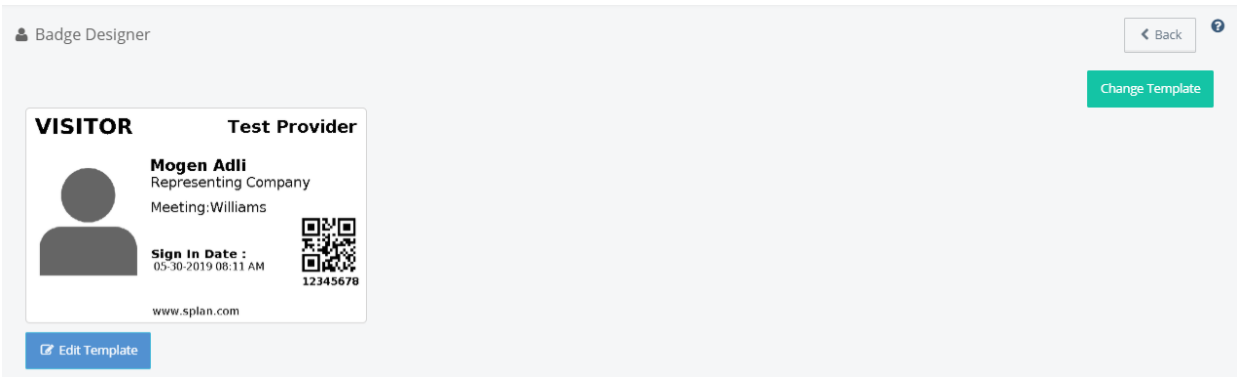 Badge Designer
Back
Change Template
VISITOR Test Provider
Mogen Adli
Representing Company
Meeting:Williams
Sign In Date :
05-30-2019 08:11 AM
12345678
www.splan.com
Edit Template